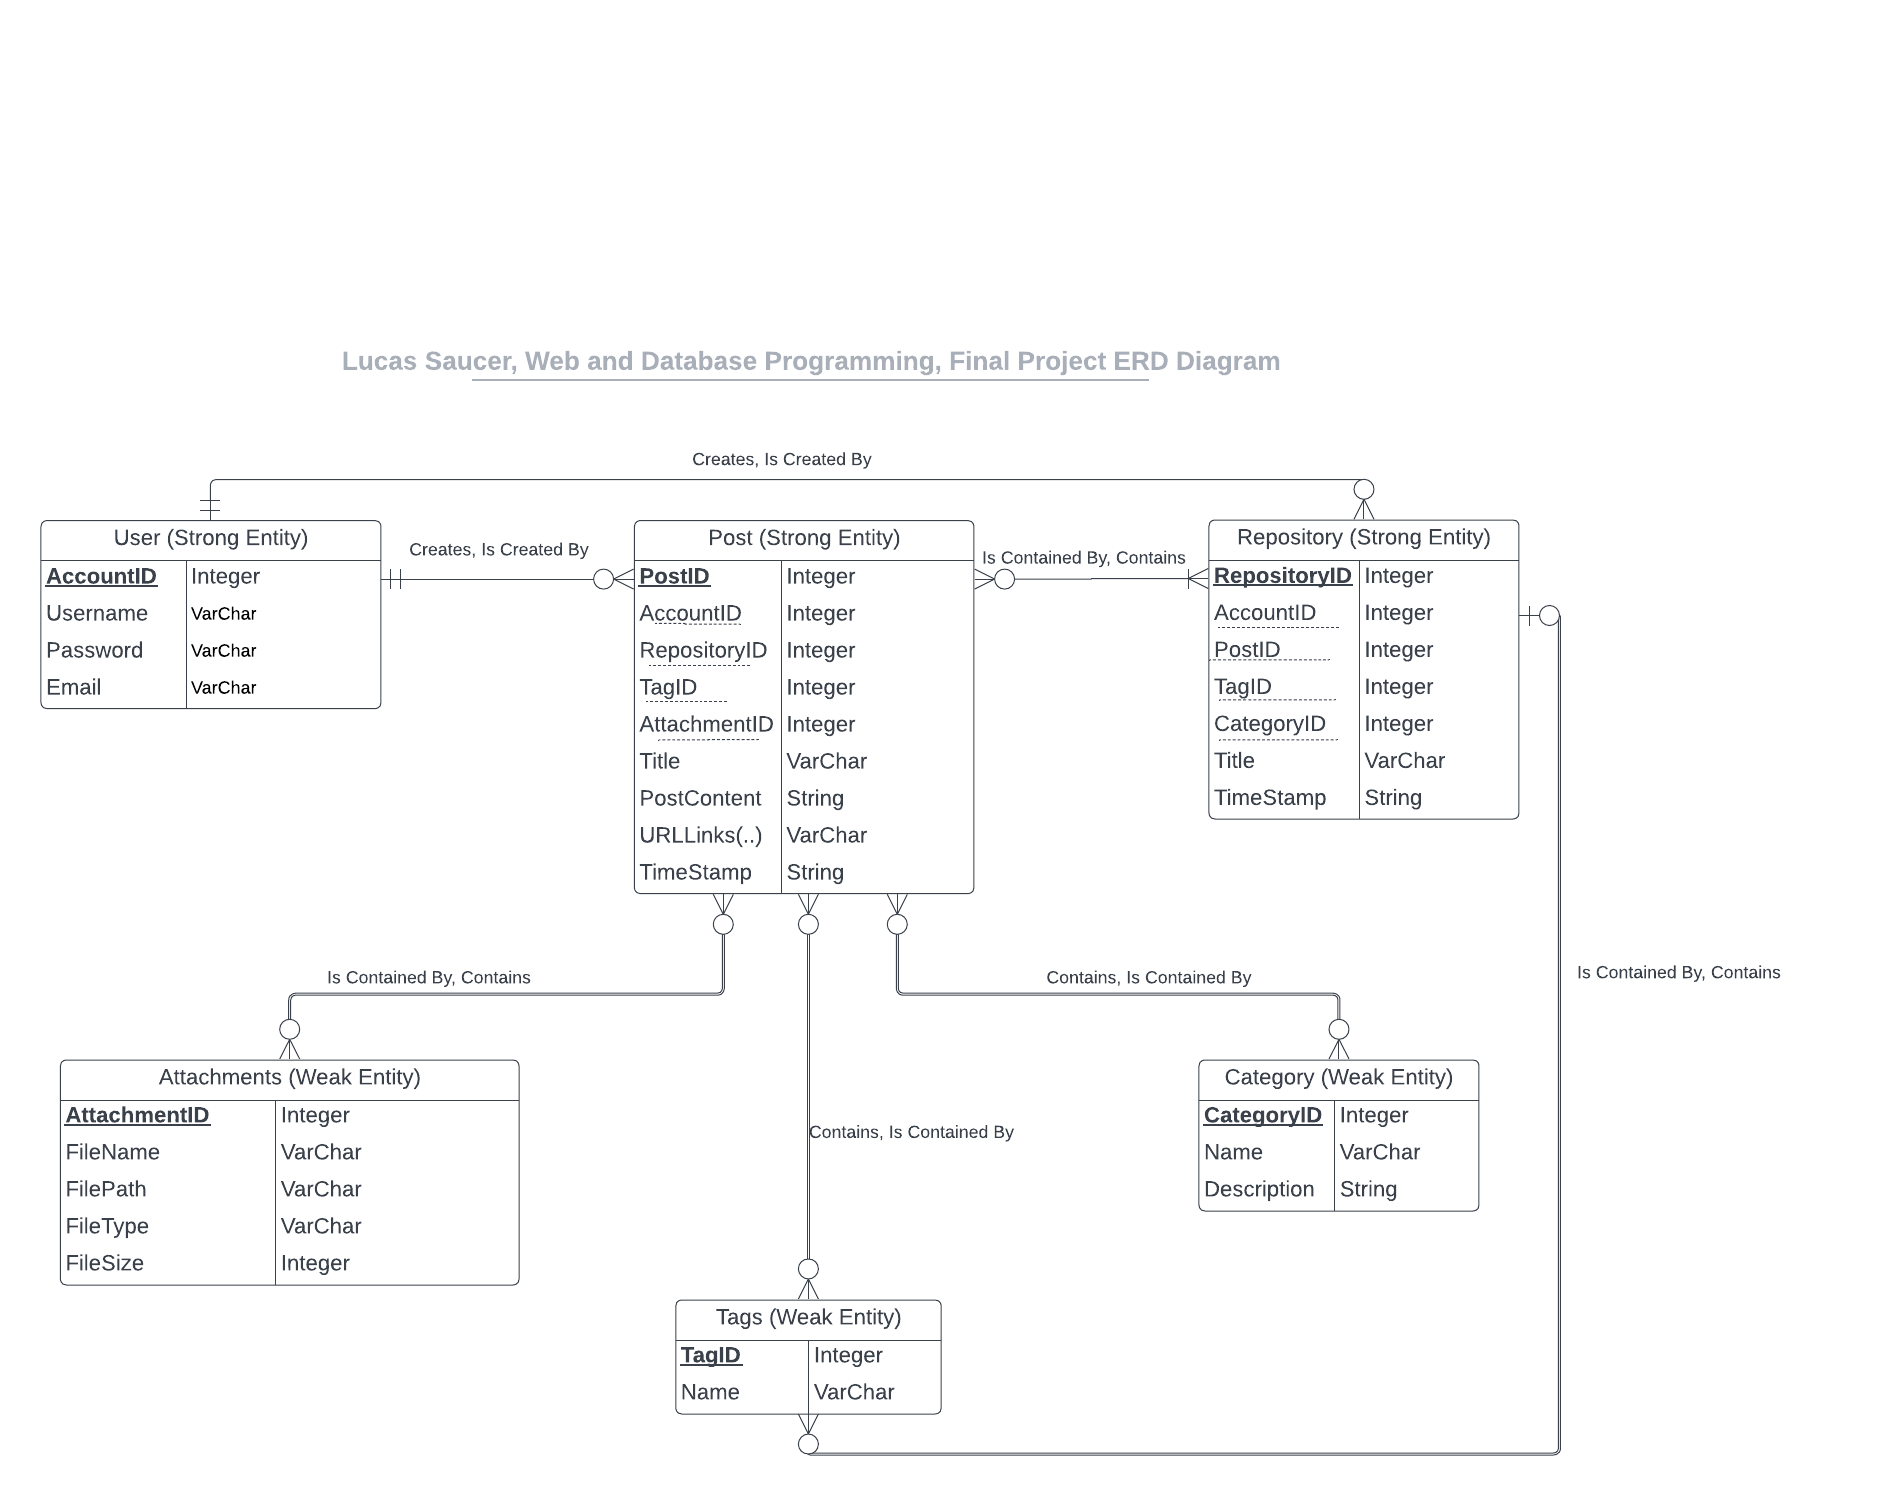 Lucas Saucer, Web and Database Programming, Final Project ERD Diagram
Creates, Is Created By
User (Strong Entity)
AccountID Integer
Username VarChar
Password VarChar
Email VarChar
Creates, Is Created By
Post (Strong Entity)
PostID Integer
AccountID Integer
RepositoryID Integer
TagID Integer
AttachmentID Integer
Title VarChar
PostContent String
URLLinks(..) VarChar
TimeStamp String
Is Contained By, Contains
Repository (Strong Entity)
RepositoryID Integer
AccountID Integer
PostID Integer
TagID Integer
CategoryID Integer
Title VarChar
TimeStamp String
Is Contained By, Contains
Is Contained By, Contains
Contains, Is Contained By
Attachments (Weak Entity)
AttachmentID Integer
FileName VarChar
FilePath VarChar
FileType VarChar
FileSize Integer
Contains, Is Contained By
Category (Weak Entity)
CategoryID Integer
Name VarChar
Description String
Tags (Weak Entity)
TagID Integer
Name VarChar